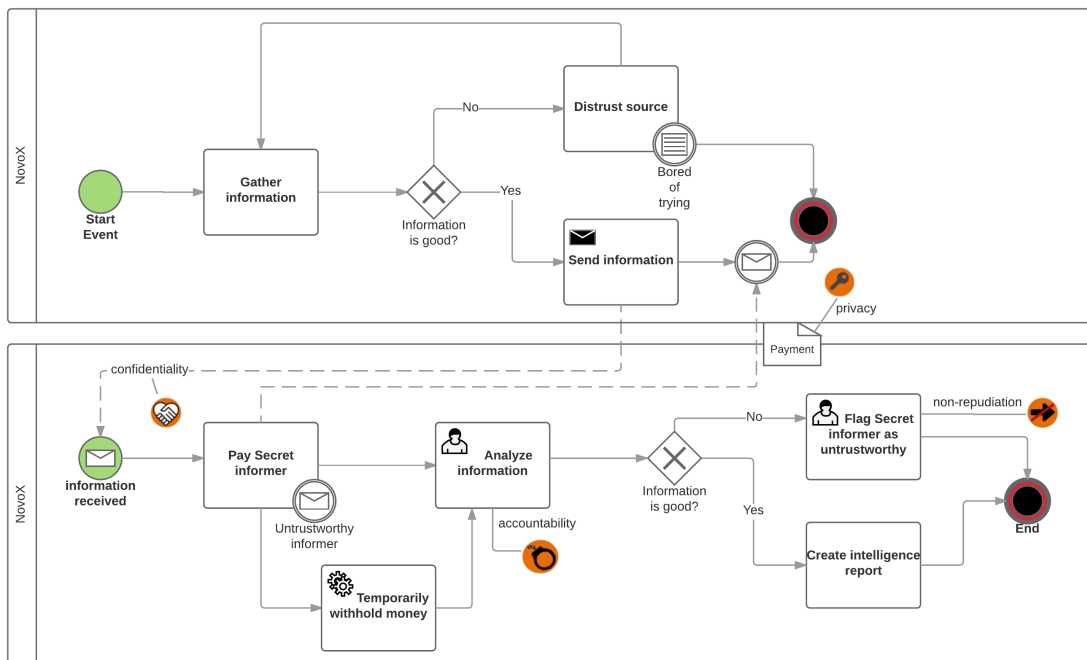 NovoX
Start
Event
Gather
information
Information
is good?
No
Yes
Distrust source
Bored
of
trying
Send information
privacy
Payment
NovoX
confidentiality
information
received
Pay Secret
informer
Untrustworthy
informer
Temporarily
withhold money
Analyze
information
accountability
Information
is good?
No
Yes
Flag Secret
informer as
untrustworthy
non-repudiation
Create intelligence
report
End